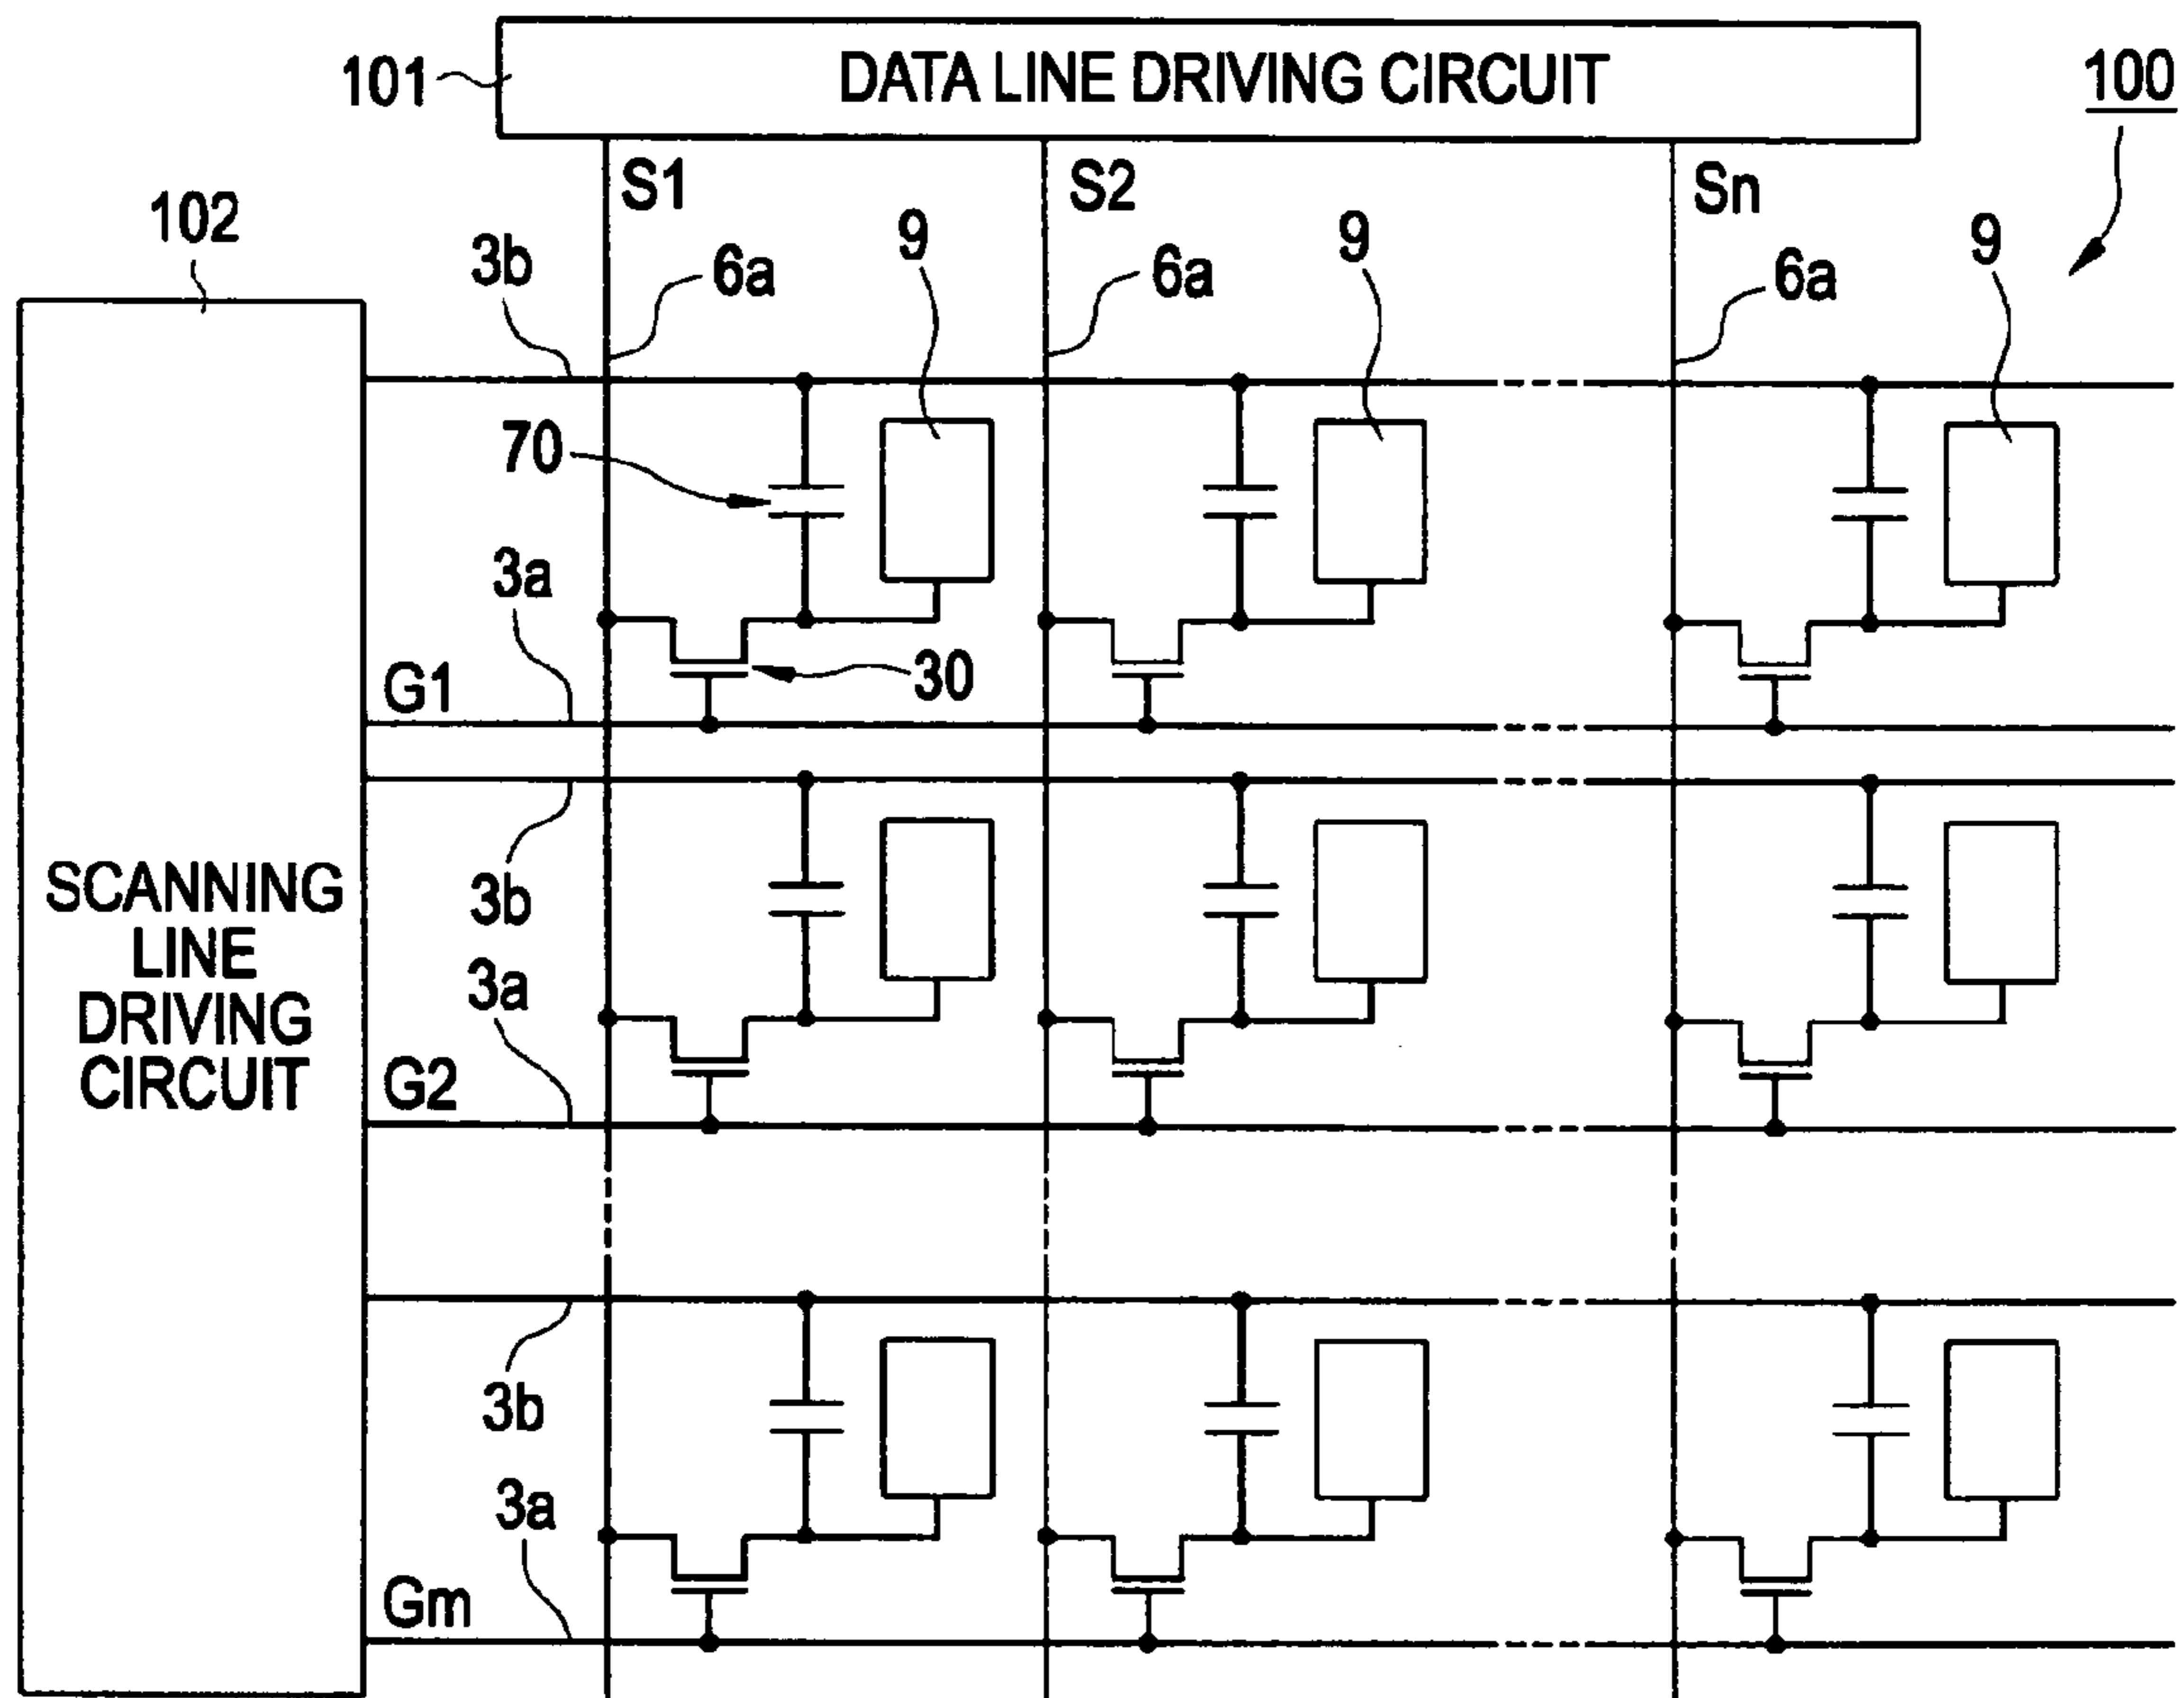 101
DATA LINE DRIVING CIRCUIT
100
S1
S2
Sn
102
3b
6a
9
6a
9
6a
9
70
3a
G1
30
3b
SCANNING
LINE
DRIVING
CIRCUIT
3a
G2
3b
3a
Gm